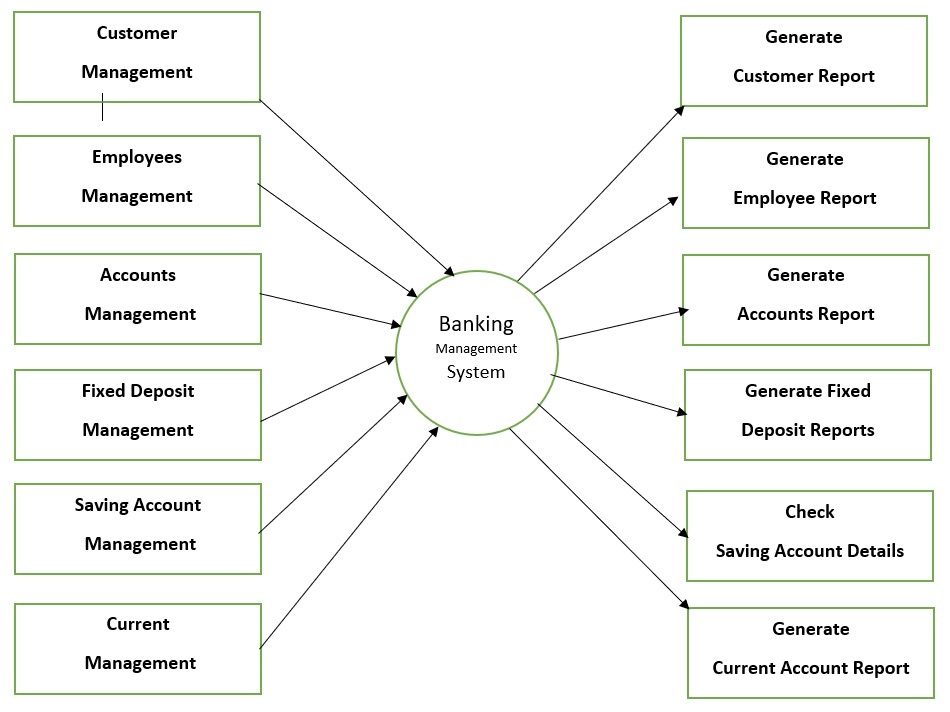 Customer
Management
Employees
Management
Accounts
Management
Fixed Deposit
Management
Saving Account
Management
Current
Management
Banking
Management
System
Generate
Customer Report
Generate
Employee Report
Generate
Accounts Report
Generate Fixed
Deposit Reports
Check
Saving Account Details
Generate
Current Account Report